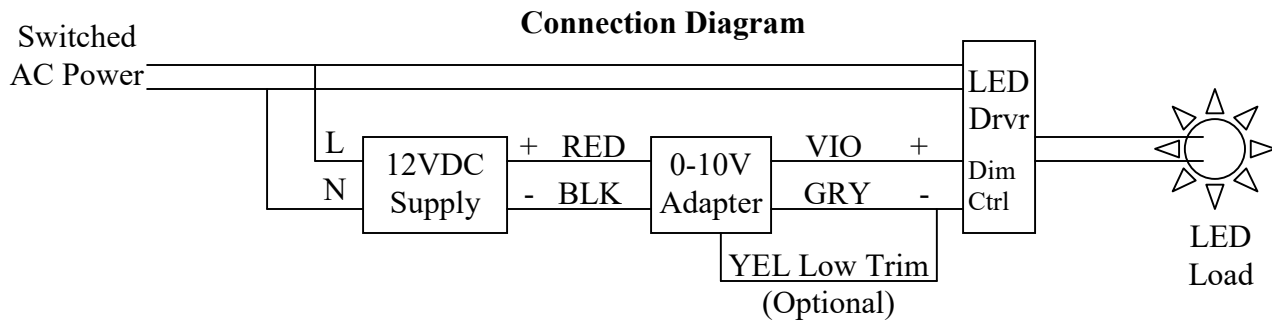 Connection Diagram
Switched
AC Power
LED
Drvr
L
12VDC
Supply
+ RED
0-10V
Adapter
VIO +
Dim
Ctrl
N
- BLK
GRY -
YEL Low Trim
(Optional)
LED
Load